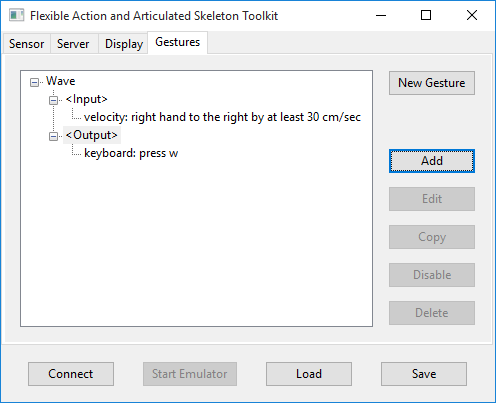 Flexible Action and Articulated Skeleton Toolkit
Sensor Server Display Gestures
Wave
<Input>
velocity: right hand to the right by at least 30 cm/sec
<Output>
keyboard: press w
New Gesture
Add
Edit
Copy
Disable
Delete
Connect Start Emulator Load Save